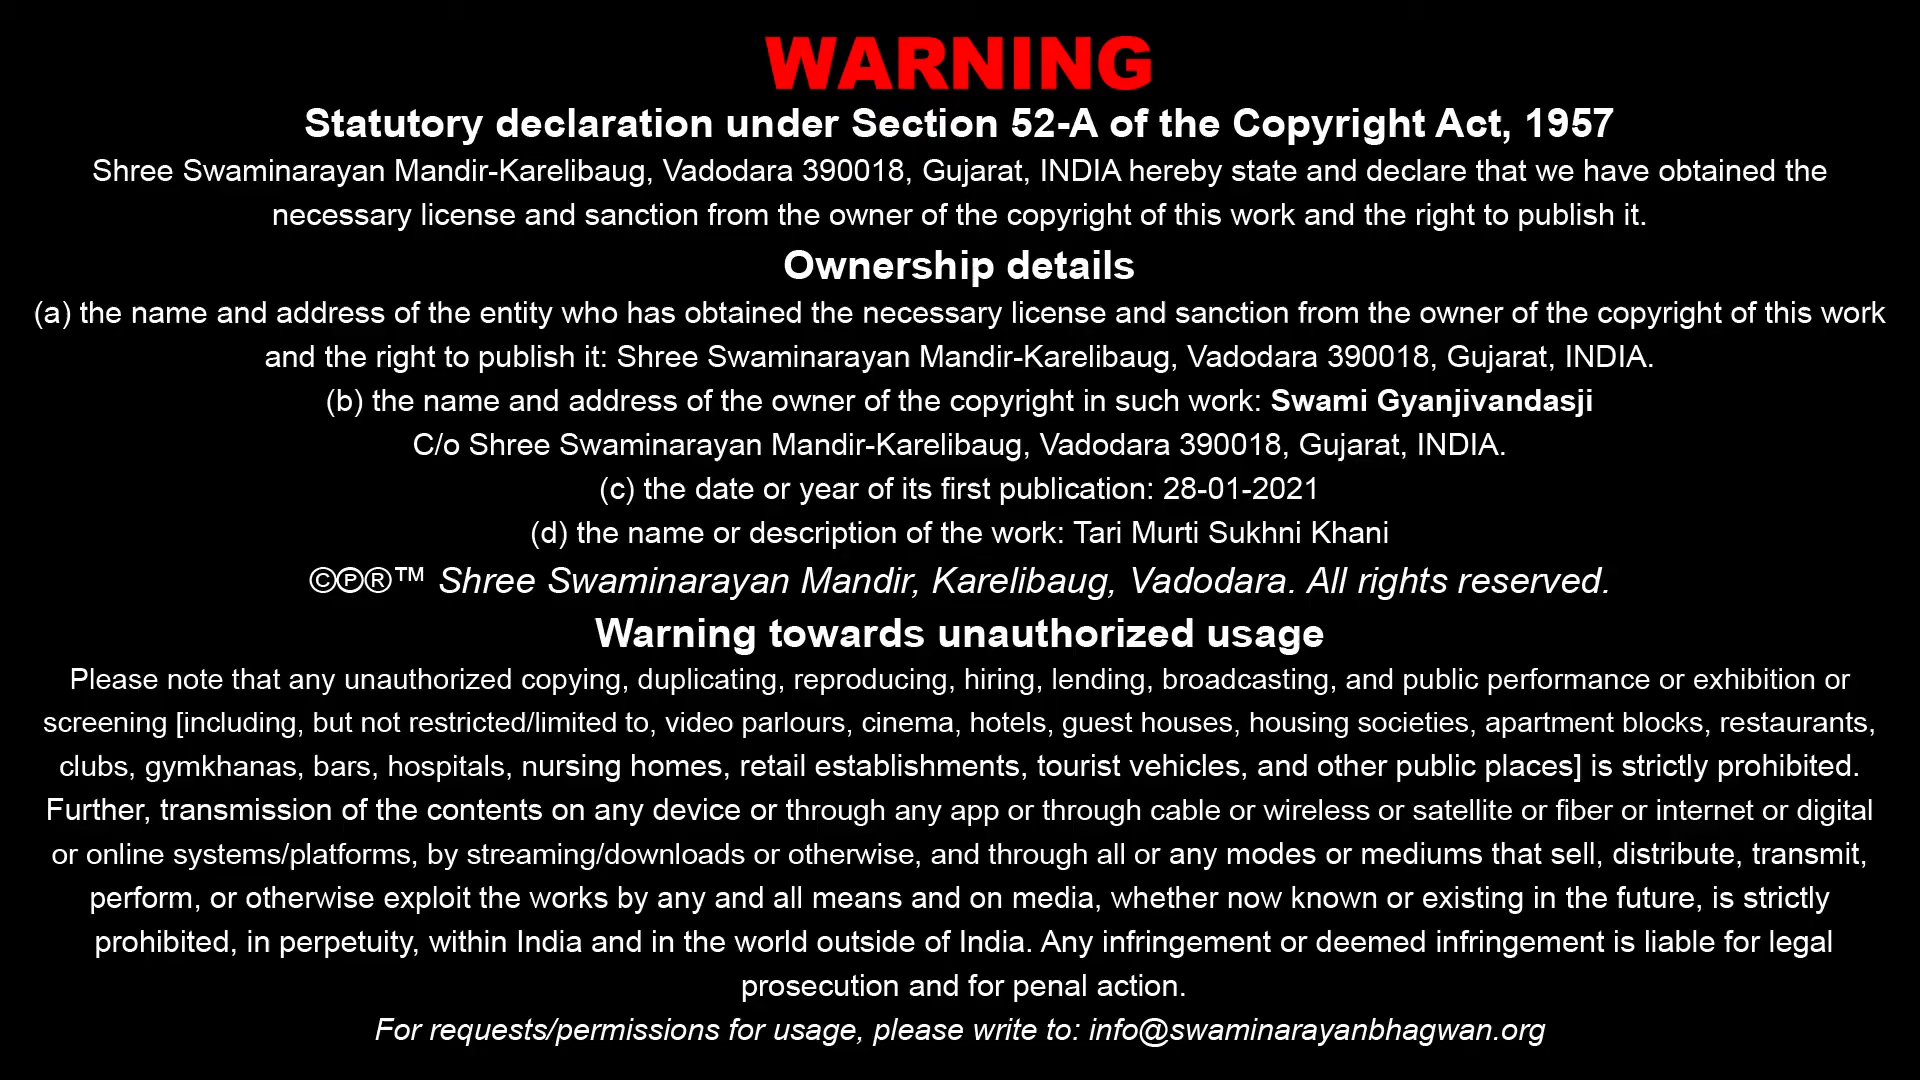 WARNING
Statutory declaration under Section 52-A of the Copyright Act, 1957
Shree Swaminarayan Mandir-Karelibaug, Vadodara 390018, Gujarat, INDIA hereby state and declare that we have obtained the
necessary license and sanction from the owner of the copyright of this work and the right to publish it.
Ownership details
(a) the name and address of the entity who has obtained the necessary license and sanction from the owner of the copyright of this work
and the right to publish it: Shree Swaminarayan Mandir-Karelibaug, Vadodara 390018, Gujarat, INDIA.
(b) the name and address of the owner of the copyright in such work: Swami Gyanjivandasji
C/o Shree Swaminarayan Mandir-Karelibaug, Vadodara 390018, Gujarat, INDIA.
(c) the date or year of its first publication: 28-01-2021
(d) the name or description of the work: Tari Murti Sukhni Khani
©℗®™ Shree Swaminarayan Mandir, Karelibaug, Vadodara. All rights reserved.
Warning towards unauthorized usage
Please note that any unauthorized copying, duplicating, reproducing, hiring, lending, broadcasting, and public performance or exhibition or
screening [including, but not restricted/limited to, video parlours, cinema, hotels, guest houses, housing societies, apartment blocks, restaurants,
clubs, gymkhanas, bars, hospitals, nursing homes, retail establishments, tourist vehicles, and other public places] is strictly prohibited.
Further, transmission of the contents on any device or through any app or through cable or wireless or satellite or fiber or internet or digital
or online systems/platforms, by streaming/downloads or otherwise, and through all or any modes or mediums that sell, distribute, transmit,
perform, or otherwise exploit the works by any and all means and on media, whether now known or existing in the future, is strictly
prohibited, in perpetuity, within India and in the world outside of India. Any infringement or deemed infringement is liable for legal
prosecution and for penal action.
For requests/permissions for usage, please write to: info@swaminarayanbhagwan.org